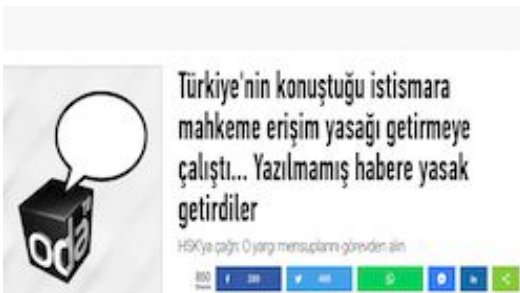 Türkiye'nin konuştuğu istismara
mahkeme erişim yasağı getirmeye
çalıştı... Yazılmamış habere yasak
getirdiler
HSK'ya çağrı: O yargı mensuplarını görevden alın
850
oda